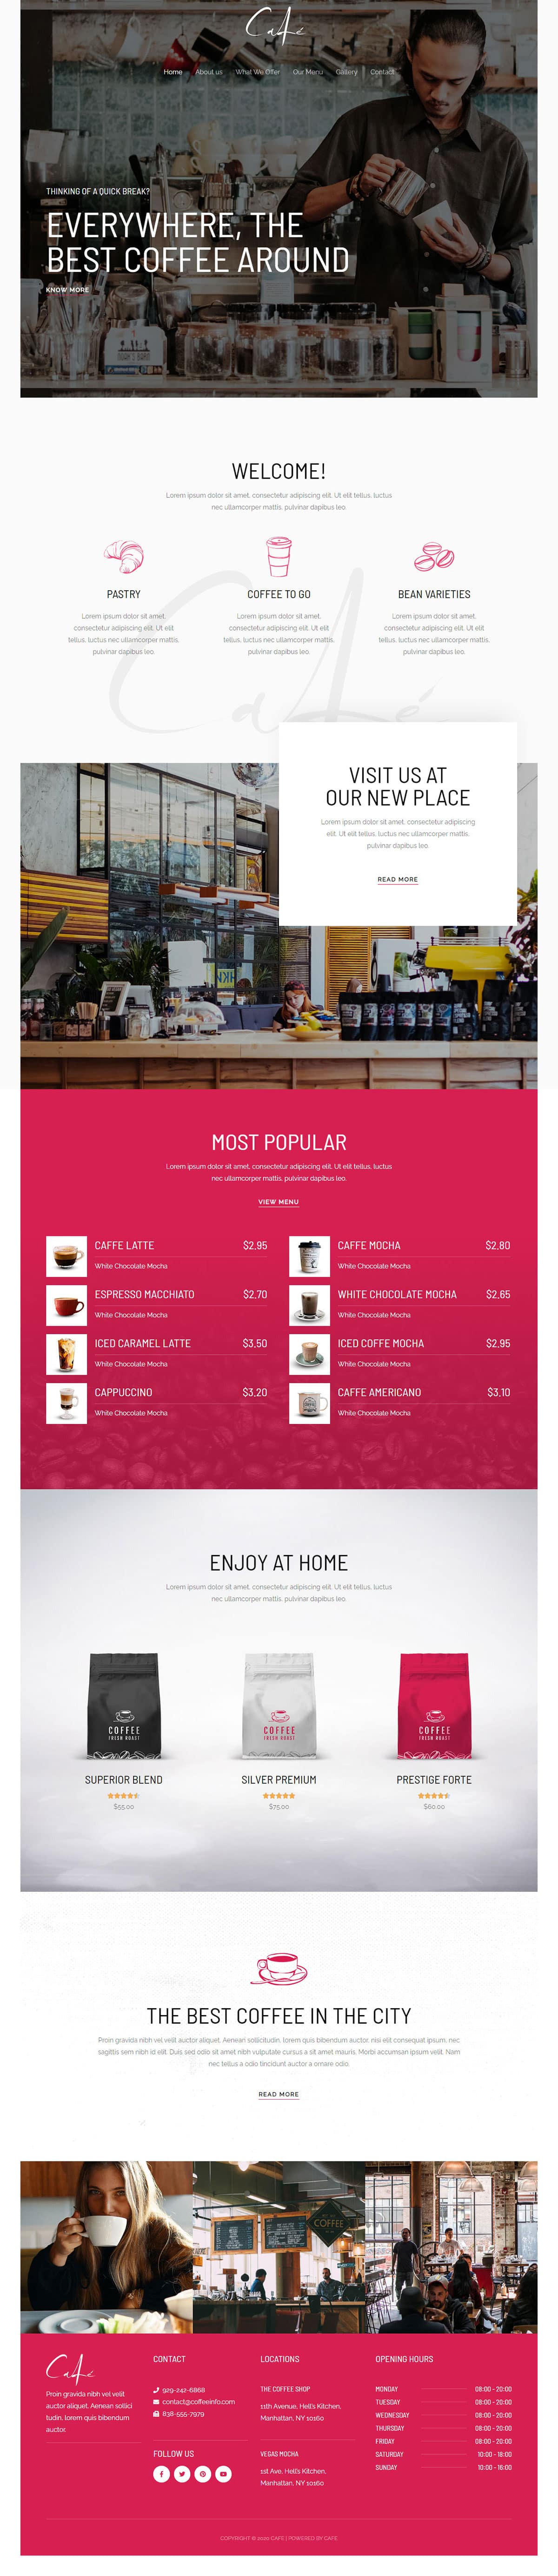 Café
Home About us What We Offer Our Menu Gallery Contact
THINKING OF A QUICK BREAK?
EVERYWHERE, THE
BEST COFFEE AROUND
KNOW MORE
WELCOME!
Lorem ipsum dolor sit amet, consectetur adipiscing elit. Ut elit tellus, luctus
nec ullamcorper mattis, pulvinar dapibus leo.
PASTRY
Lorem ipsum dolor sit amet,
consectetur adipiscing elit. Ut elit
tellus, luctus nec ullamcorper mattis,
pulvinar dapibus leo.
COFFEE TO GO
Lorem ipsum dolor sit amet,
consectetur adipiscing elit. Ut elit
tellus, luctus nec ullamcorper mattis,
pulvinar dapibus leo.
BEAN VARIETIES
Lorem ipsum dolor sit amet,
consectetur adipiscing elit. Ut elit
tellus, luctus nec ullamcorper mattis,
pulvinar dapibus leo.
Café
VISIT US AT
OUR NEW PLACE
Lorem ipsum dolor sit amet, consectetur adipiscing
elit. Ut elit tellus, luctus nec ullamcorper mattis,
pulvinar dapibus leo.
READ MORE
MOST POPULAR
Lorem ipsum dolor sit amet, consectetur adipiscing elit. Ut elit tellus, luctus
nec ullamcorper mattis, pulvinar dapibus leo.
VIEW MENU
CAFFE LATTE $2.95
White Chocolate Mocha
ESPRESSO MACCHIATO $2.70
White Chocolate Mocha
ICED CARAMEL LATTE $3.50
White Chocolate Mocha
CAPPUCCINO $3.20
White Chocolate Mocha
CAFFE MOCHA $2.80
White Chocolate Mocha
WHITE CHOCOLATE MOCHA $2.65
White Chocolate Mocha
ICED COFFE MOCHA $2.95
White Chocolate Mocha
CAFFE AMERICANO $3.10
White Chocolate Mocha
ENJOY AT HOME
Lorem ipsum dolor sit amet, consectetur adipiscing elit. Ut elit tellus, luctus
nec ullamcorper mattis, pulvinar dapibus leo.
COFFEE
FRESH ROAST
SUPERIOR BLEND
$55.00
COFFEE
FRESH ROAST
SILVER PREMIUM
$75.00
COFFEE
FRESH ROAST
PRESTIGE FORTE
$60.00
THE BEST COFFEE IN THE CITY
Proin gravida nibh vel velit auctor aliquet. Aenean sollicitudin, lorem quis bibendum auctor, nisi elit consequat ipsum, nec
sagittis sem nibh id elit. Duis sed odio sit amet nibh vulputate cursus a sit amet mauris. Morbi accumsan ipsum velit. Nam
nec tellus a odio tincidunt auctor a ornare odio.
READ MORE
COFFEE
Café
Proin gravida nibh vel velit
auctor aliquet. Aenean sollici
tudin, lorem quis bibendum
auctor.
CONTACT
929-242-6868
contact@coffeeinfo.com
838-555-7979
FOLLOW US
LOCATIONS
THE COFFEE SHOP
11th Avenue, Hell's Kitchen,
Manhattan, NY 10160
VEGAS MOCHA
1st Ave, Hell's Kitchen,
Manhattan, NY 10160
OPENING HOURS
MONDAY 08:00 - 20:00
TUESDAY 08:00 - 20:00
WEDNESDAY 08:00 - 20:00
THURSDAY 08:00 - 20:00
FRIDAY 08:00 - 20:00
SATURDAY 10:00 - 18:00
SUNDAY 10:00 - 16:00
COPYRIGHT © 2020 CAFE | POWERED BY CAFE